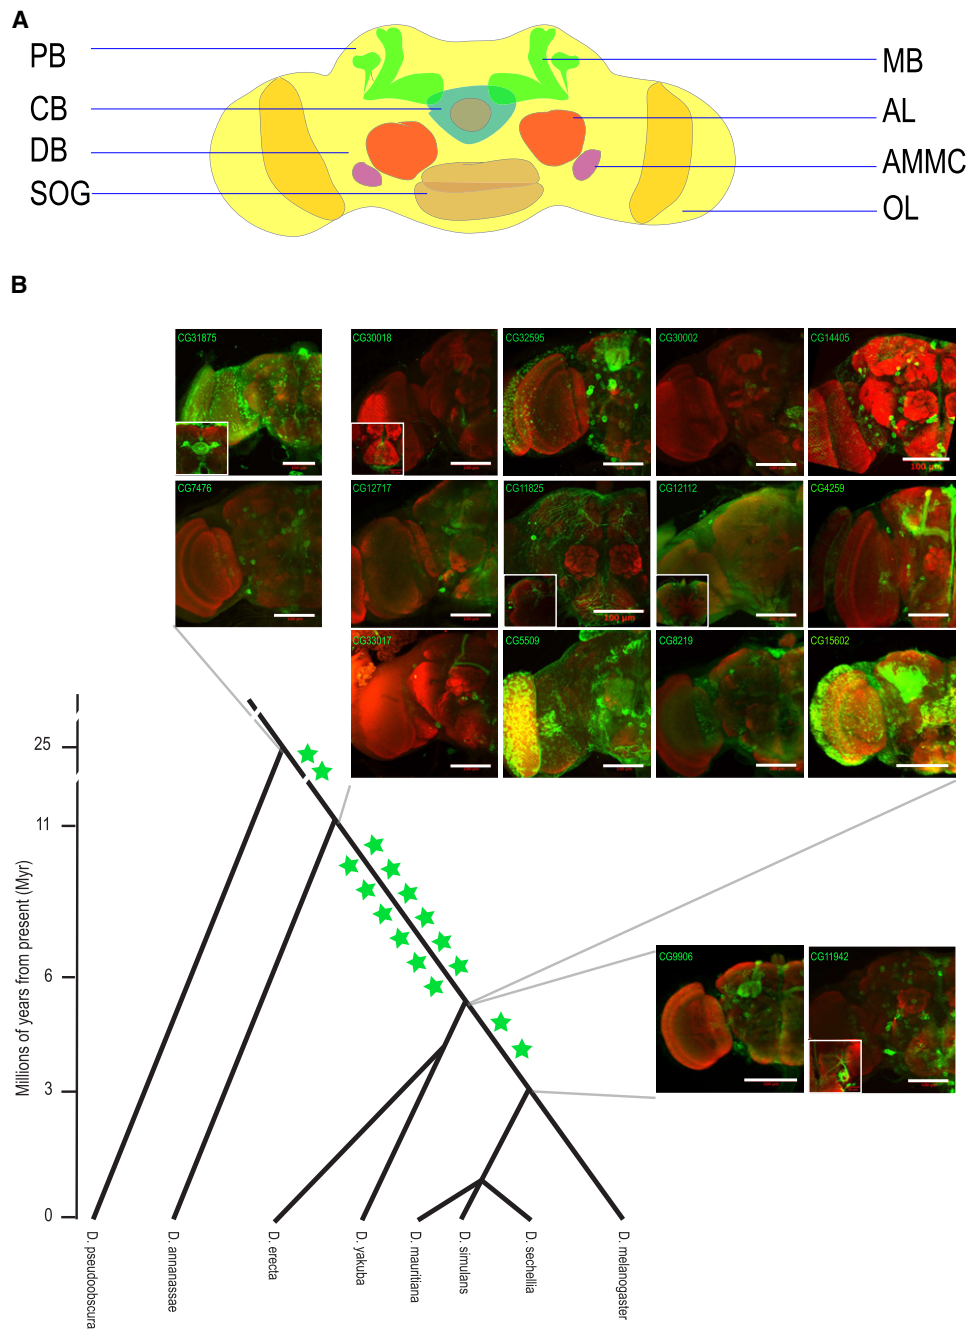 A
PB
CB
DB
SOG
MB
AL
AMMC
OL
B
CG31875
CG30018
CG32595
CG30002
CG14405
100 μm
CG7476
CG12717
CG11825
CG12112
CG4259
100 μm
CG33017
CG5509
CG8219
CG15602
CG9906
CG11942
Millions of years from present (Myr)
25
11
6
3
0
D. pseudoobscura
D. annanassae
D. erecta
D. yakuba
D. mauritiana
D. simulans
D. sechellia
D. melanogaster